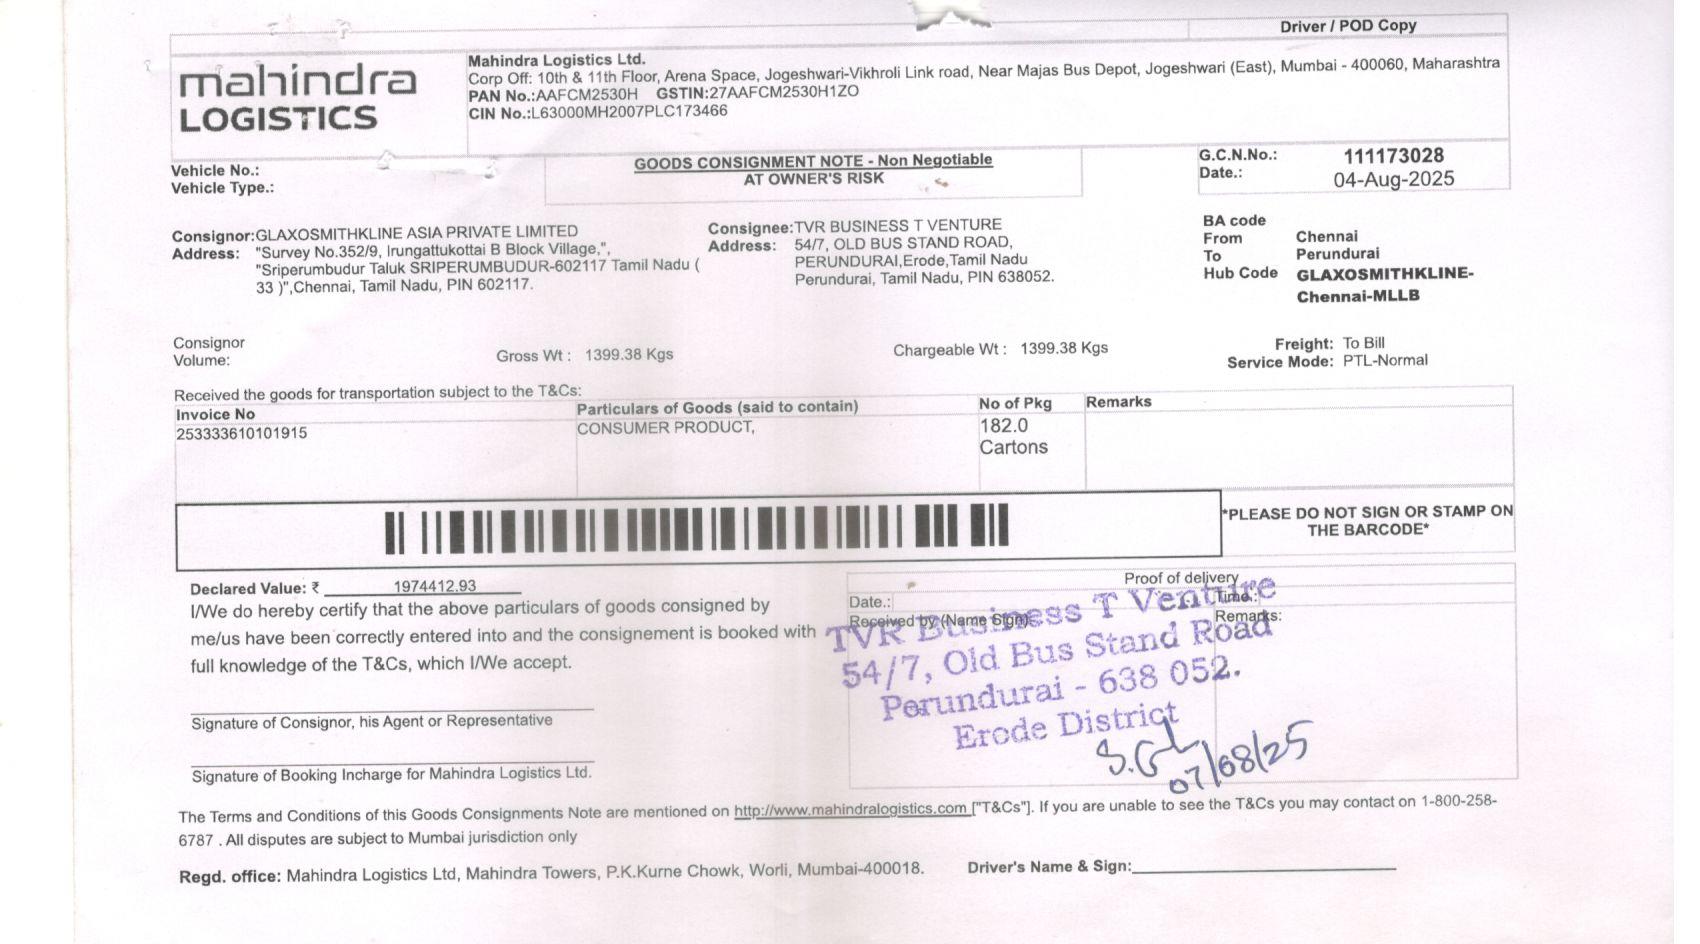 Driver / POD Copy
mahindra
LOGISTICS
Mahindra Logistics Ltd.
Corp Off: 10th & 11th Floor, Arena Space, Jogeshwari-Vikhroli Link road, Near Majas Bus Depot, Jogeshwari (East), Mumbai - 400060, Maharashtra
PAN No.:AAFCM2530H GSTIN:27AAFCM2530H1ZO
CIN No.:L63000MH2007PLC173466
Vehicle No.:
Vehicle Type.:
GOODS CONSIGNMENT NOTE - Non Negotiable
AT OWNER'S RISK
G.C.N.No.: 111173028
Date.: 04-Aug-2025
Consignor:GLAXOSMITHKLINE ASIA PRIVATE LIMITED
Address: "Survey No.352/9, Irungattukottai B Block Village,",
"Sriperumbudur Taluk SRIPERUMBUDUR-602117 Tamil Nadu (
33 )",Chennai, Tamil Nadu, PIN 602117.
Consignee:TVR BUSINESS T VENTURE
Address: 54/7, OLD BUS STAND ROAD,
PERUNDURAI,Erode,Tamil Nadu
Perundurai, Tamil Nadu, PIN 638052.
BA code
From Chennai
To Perundurai
Hub Code GLAXOSMITHKLINE-
Chennai-MLLB
Consignor
Volume:
Gross Wt : 1399.38 Kgs
Chargeable Wt : 1399.38 Kgs
Freight: To Bill
Service Mode: PTL-Normal
Received the goods for transportation subject to the T&Cs:
Invoice No Particulars of Goods (said to contain) No of Pkg Remarks
253333610101915 CONSUMER PRODUCT, 182.0
Cartons
*PLEASE DO NOT SIGN OR STAMP ON
THE BARCODE*
Declared Value: ₹ 1974412.93
I/We do hereby certify that the above particulars of goods consigned by
me/us have been correctly entered into and the consignement is booked with
full knowledge of the T&Cs, which I/We accept.
Signature of Consignor, his Agent or Representative
Signature of Booking Incharge for Mahindra Logistics Ltd.
Proof of delivery
Date.: Time.:
Received by (Name Sign) Remarks:
TVR Business T Venture
54/7, Old Bus Stand Road
Perundurai - 638 052.
Erode District
07/08/25
The Terms and Conditions of this Goods Consignments Note are mentioned on http://www.mahindralogistics.com ["T&Cs"]. If you are unable to see the T&Cs you may contact on 1-800-258-
6787 . All disputes are subject to Mumbai jurisdiction only
Regd. office: Mahindra Logistics Ltd, Mahindra Towers, P.K.Kurne Chowk, Worli, Mumbai-400018.
Driver's Name & Sign: